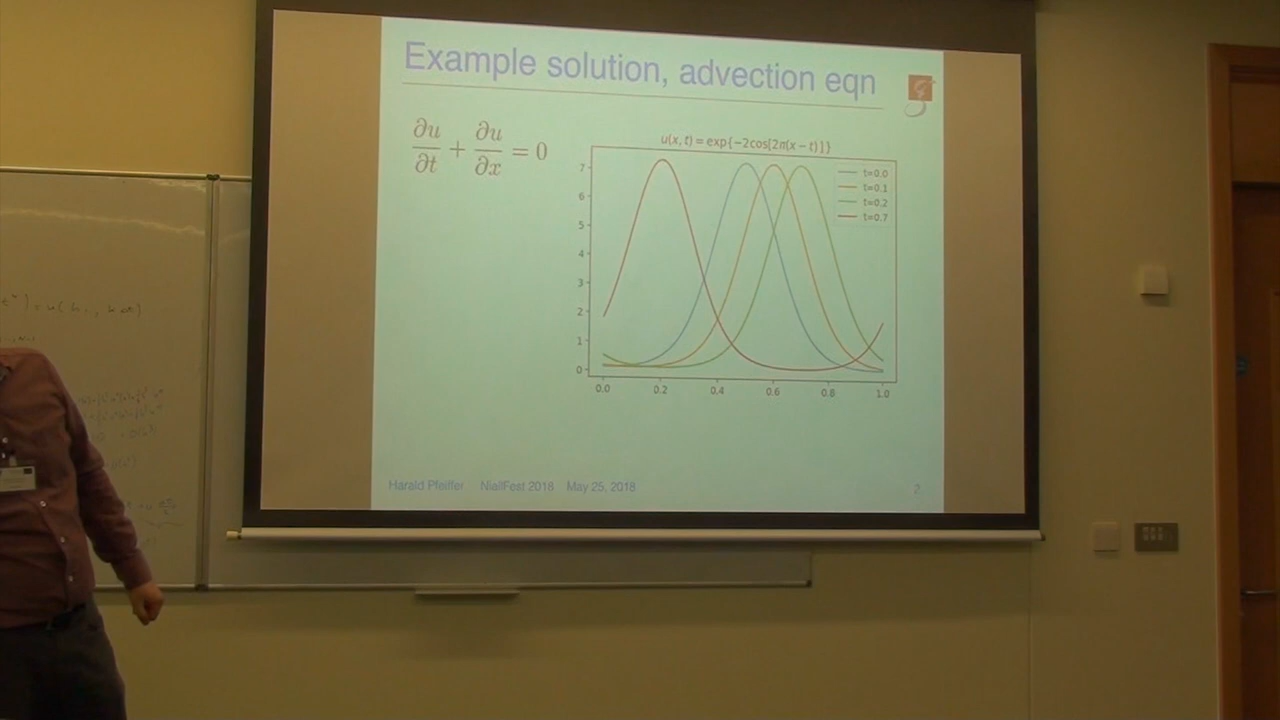 Example solution, advection eqn
∂u/∂t + ∂u/∂x = 0
u(x, t) = exp{−2cos[2π(x − t)]}
t=0.0
t=0.1
t=0.2
t=0.7
7
6
5
4
3
2
1
0
0.0 0.2 0.4 0.6 0.8 1.0
Harald Pfeiffer NiallFest 2018 May 25, 2018 2